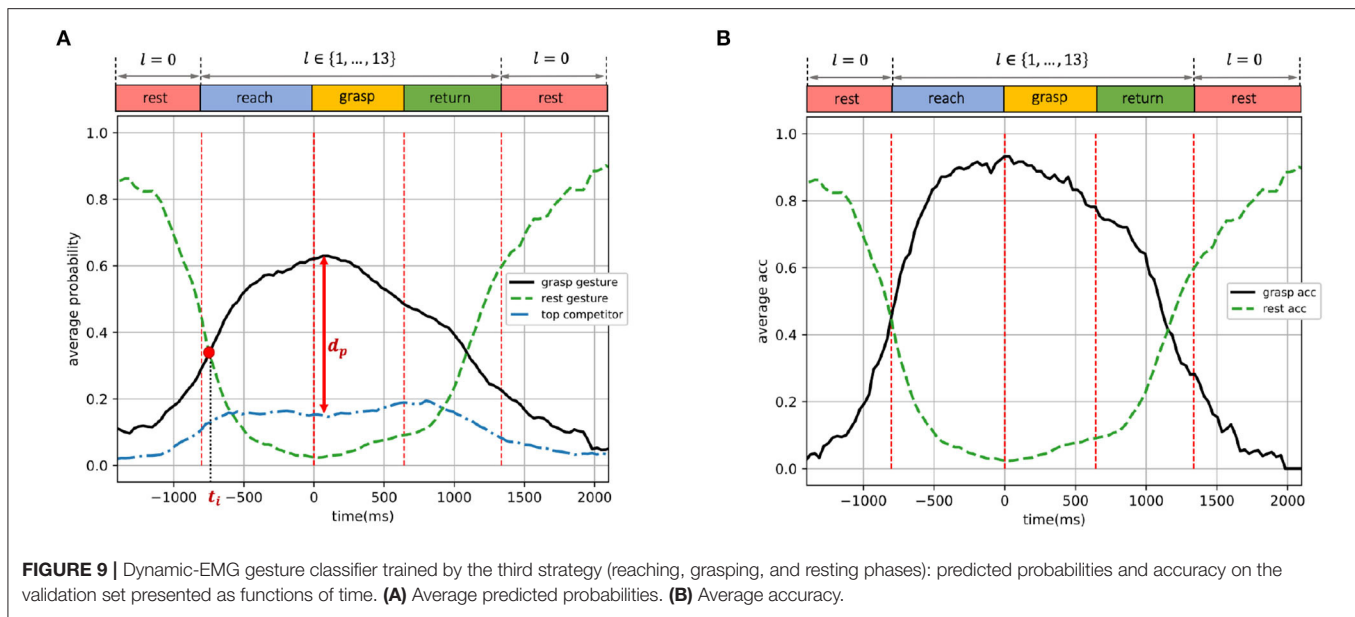 A
l = 0
l ∈ {1, ..., 13}
l = 0
rest
reach
grasp
return
rest
1.0
0.8
0.6
0.4
0.2
0.0
average probability
grasp gesture
rest gesture
top competitor
d_p
−1000
−500
0
500
1000
1500
2000
t_i
time(ms)
B
l = 0
l ∈ {1, ..., 13}
l = 0
rest
reach
grasp
return
rest
1.0
0.8
0.6
0.4
0.2
0.0
average acc
grasp acc
rest acc
−1000
−500
0
500
1000
1500
2000
time(ms)
FIGURE 9 | Dynamic-EMG gesture classifier trained by the third strategy (reaching, grasping, and resting phases): predicted probabilities and accuracy on the
validation set presented as functions of time. (A) Average predicted probabilities. (B) Average accuracy.